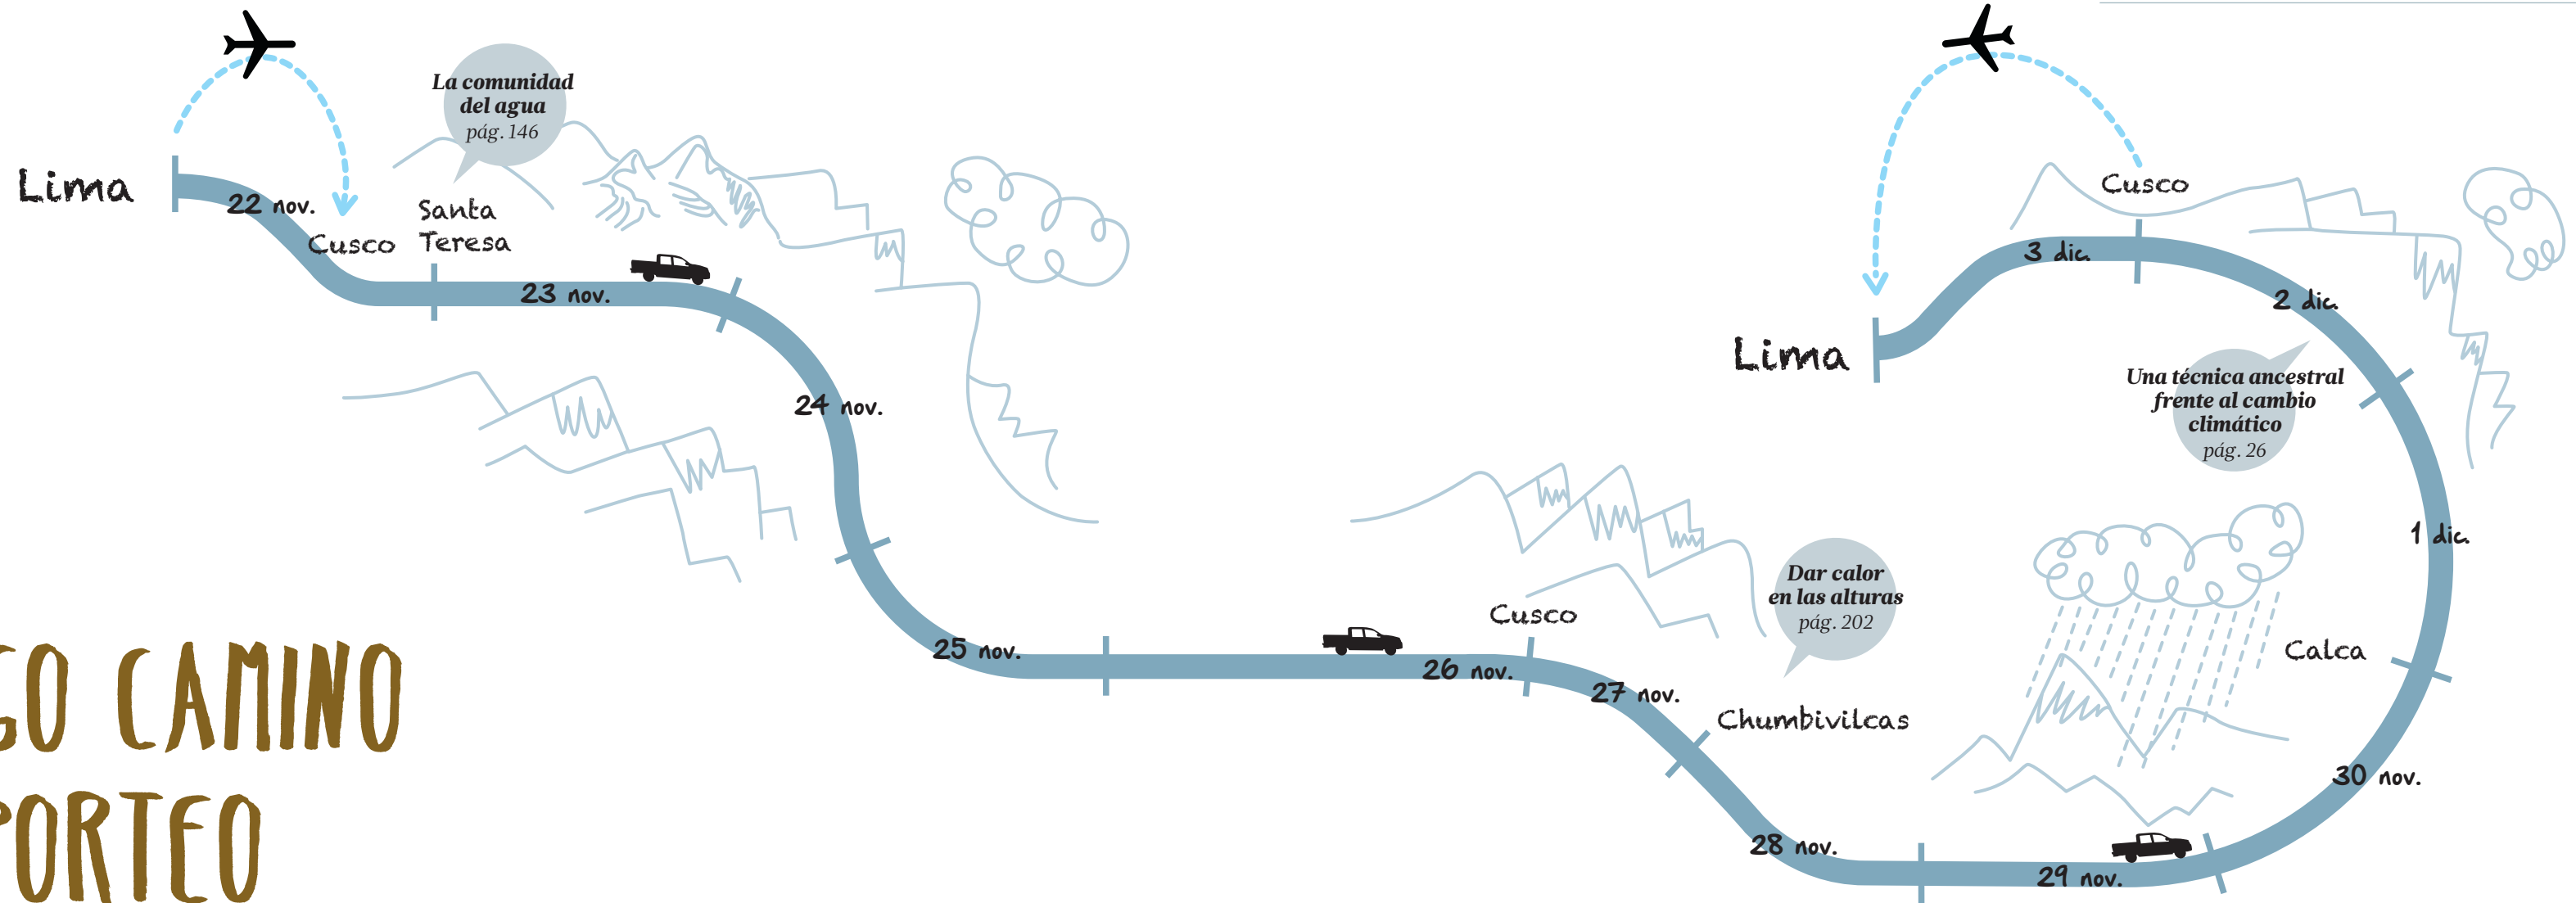 La comunidad
del agua
pág. 146
Lima
22 nov.
Cusco
Santa
Teresa
23 nov.
24 nov.
25 nov.
26 nov.
Cusco
27 nov.
Dar calor
en las alturas
pág. 202
Chumbivilcas
28 nov.
29 nov.
30 nov.
Calca
1 dic.
Una técnica ancestral
frente al cambio
climático
pág. 26
2 dic.
Cusco
3 dic.
Lima
GO CAMINO
PORTEO